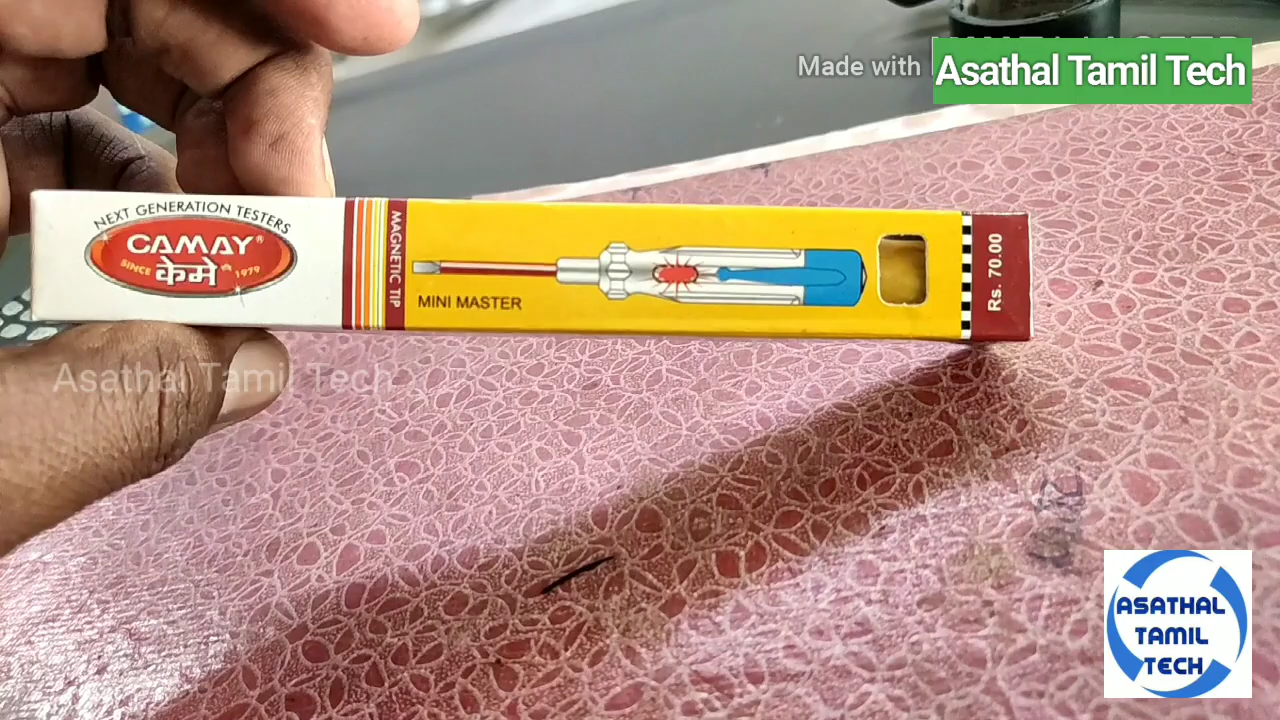 Made with
Asathal Tamil Tech
NEXT GENERATION TESTERS
CAMAY®
SINCE केमे 1979
MAGNETIC TIP
MINI MASTER
Rs. 70.00
Asathal Tamil Tech
ASATHAL
TAMIL
TECH